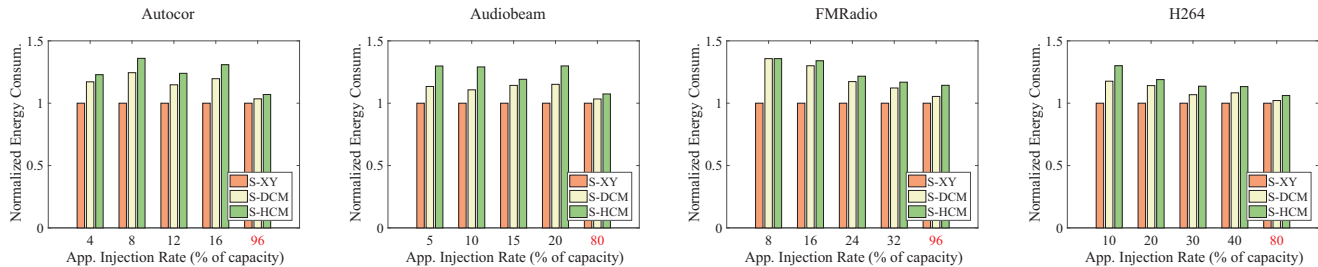 Autocor
Normalized Energy Consum.
1.5
1
0.5
0
S-XY
S-DCM
S-HCM
4 8 12 16 96
App. Injection Rate (% of capacity)
Audiobeam
Normalized Energy Consum.
1.5
1
0.5
0
S-XY
S-DCM
S-HCM
5 10 15 20 80
App. Injection Rate (% of capacity)
FMRadio
Normalized Energy Consum.
1.5
1
0.5
0
S-XY
S-DCM
S-HCM
8 16 24 32 96
App. Injection Rate (% of capacity)
H264
Normalized Energy Consum.
1.5
1
0.5
0
S-XY
S-DCM
S-HCM
10 20 30 40 80
App. Injection Rate (% of capacity)